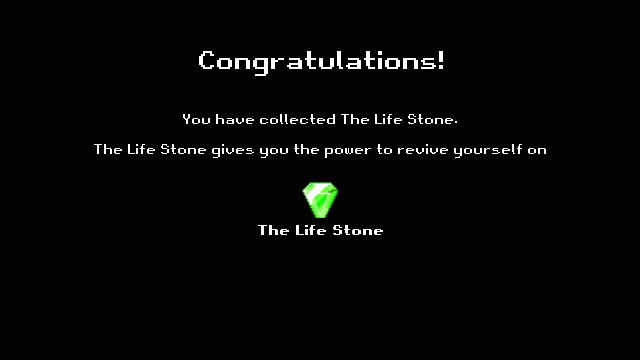 Congratulations!
You have collected The Life Stone.
The Life Stone gives you the power to revive yourself on
The Life Stone